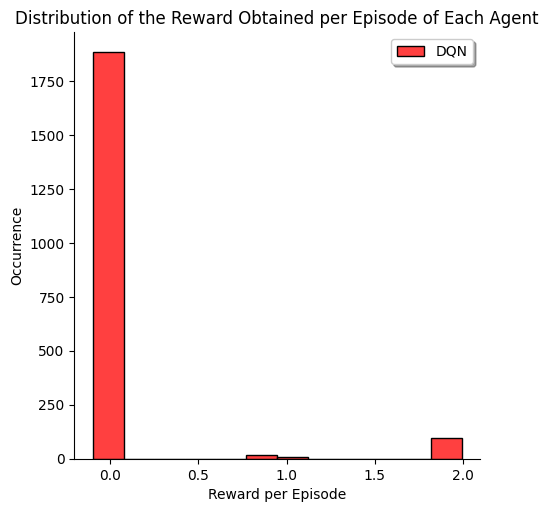 Distribution of the Reward Obtained per Episode of Each Agent
DQN
1750
1500
1250
1000
750
500
250
0
Occurrence
0.0 0.5 1.0 1.5 2.0
Reward per Episode